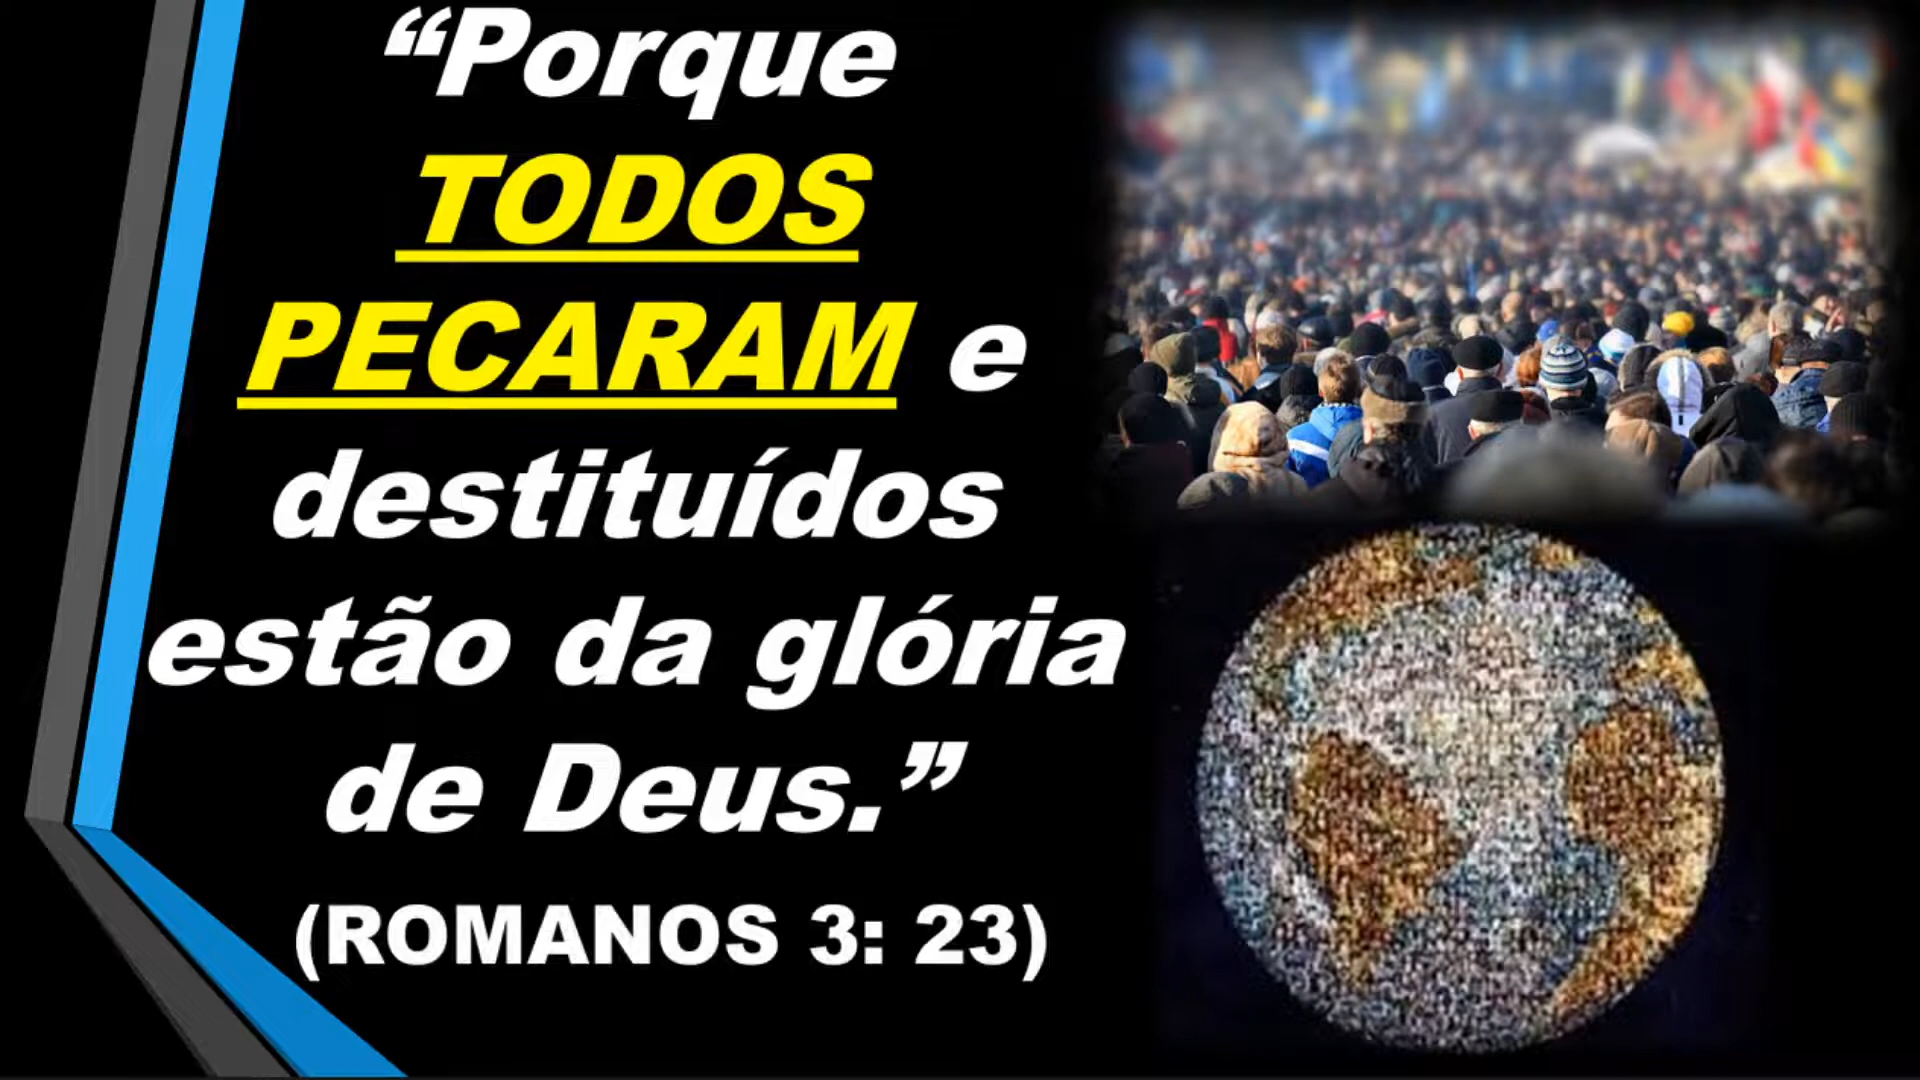 “Porque
TODOS
PECARAM e
destituídos
estão da glória
de Deus.”
(ROMANOS 3: 23)